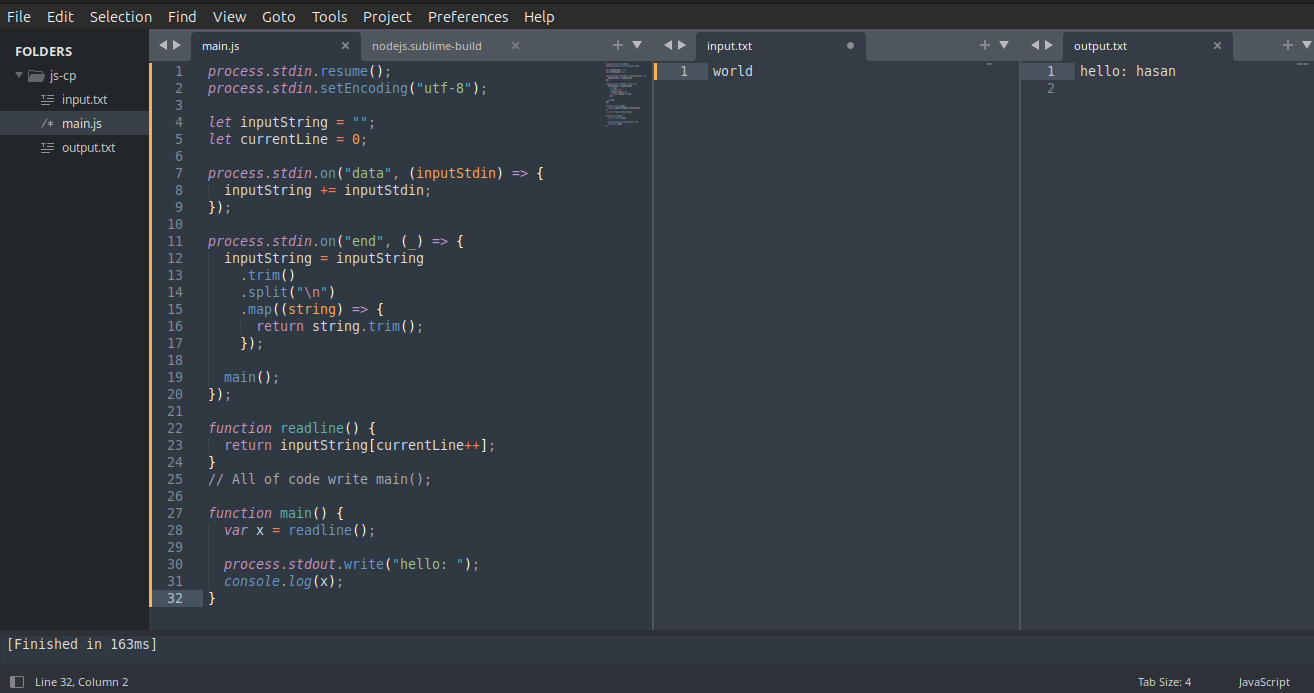 File Edit Selection Find View Goto Tools Project Preferences Help
FOLDERS
js-cp
input.txt
/* main.js
output.txt
main.js
nodejs.sublime-build
1 process.stdin.resume();
2 process.stdin.setEncoding("utf-8");
3
4 let inputString = "";
5 let currentLine = 0;
6
7 process.stdin.on("data", (inputStdin) => {
8   inputString += inputStdin;
9 });
10
11 process.stdin.on("end", (_) => {
12   inputString = inputString
13     .trim()
14     .split("\n")
15     .map((string) => {
16       return string.trim();
17     });
18
19   main();
20 });
21
22 function readline() {
23   return inputString[currentLine++];
24 }
25 // All of code write main();
26
27 function main() {
28   var x = readline();
29
30   process.stdout.write("hello: ");
31   console.log(x);
32 }
input.txt
1 world
output.txt
1 hello: hasan
2
[Finished in 163ms]
Line 32, Column 2
Tab Size: 4
JavaScript